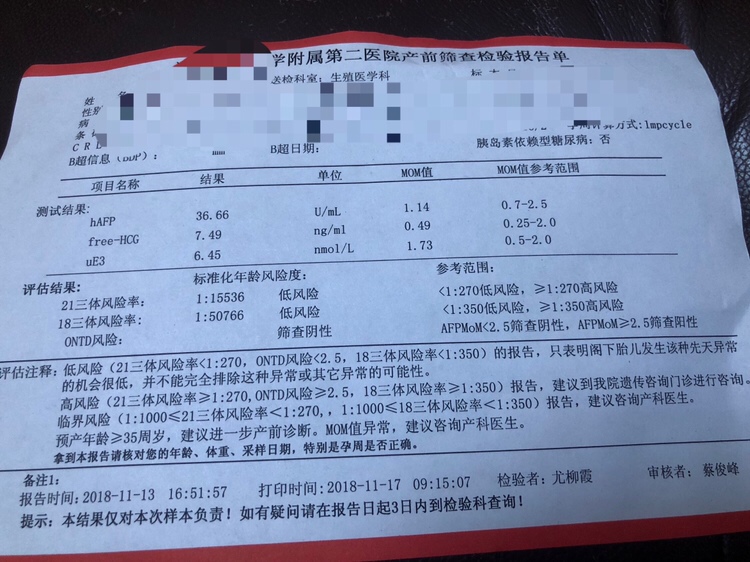 学附属第二医院产前筛查检验报告单
送检科室：生殖医学科
姓 名
性别
病
条
CRL
学周计算方式:lmpcycle
B超信息（BDP）： mm B超日期： 胰岛素依赖型糖尿病：否
项目名称 结果 单位 MOM值 MOM值参考范围
测试结果:
hAFP 36.66 U/mL 1.14 0.7-2.5
free-HCG 7.49 ng/ml 0.49 0.25-2.0
uE3 6.45 nmol/L 1.73 0.5-2.0
评估结果: 标准化年龄风险度: 参考范围:
21三体风险率: 1:15536 低风险 <1:270低风险，≥1:270高风险
18三体风险率: 1:50766 低风险 <1:350低风险，≥1:350高风险
ONTD风险: 筛查阴性 AFPMoM<2.5筛查阴性，AFPMoM≥2.5筛查阳性
评估注释: 低风险（21三体风险率<1:270，ONTD风险<2.5，18三体风险率<1:350）的报告，只表明阁下胎儿发生该种先天异常
的机会很低，并不能完全排除这种异常或其它异常的可能性。
高风险（21三体风险率≥1:270,ONTD风险≥2.5，18三体风险率≥1:350）报告，建议到我院遗传咨询门诊进行咨询。
临界风险（1:1000≤21三体风险率<1:270,，1:1000≤18三体风险率<1:350）报告，建议咨询产科医生。
预产年龄≥35周岁，建议进一步产前诊断。MOM值异常，建议咨询产科医生。
拿到本报告请核对您的年龄、体重、采样日期，特别是孕周是否正确。
备注1:
报告时间:2018-11-13 16:51:57 打印时间:2018-11-17 09:15:07 检验者:尤柳霞 审核者:蔡俊峰
提示：本结果仅对本次样本负责！如有疑问请在报告日起3日内到检验科查询！